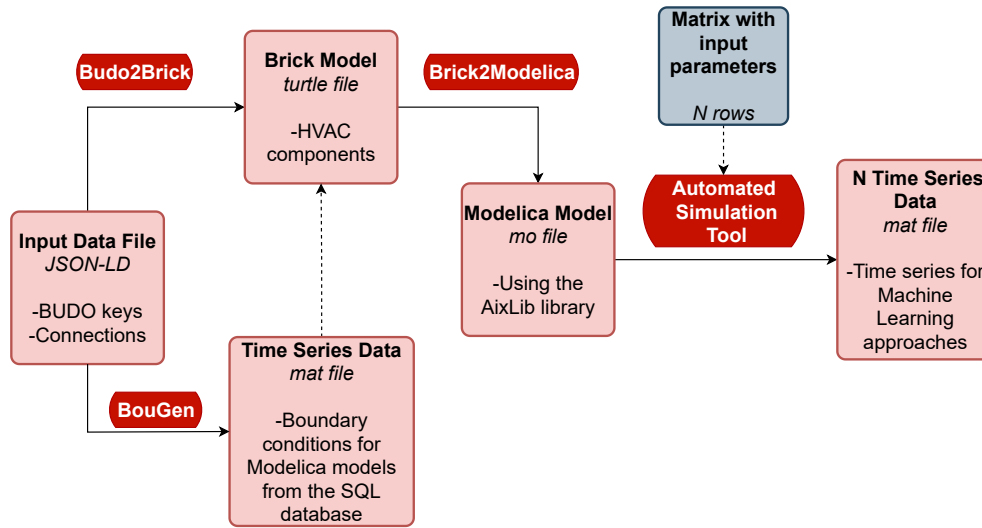 Budo2Brick
Brick Model
turtle file
-HVAC
components
Brick2Modelica
Matrix with
input
parameters
N rows
Automated
Simulation
Tool
N Time Series
Data
mat file
-Time series for
Machine
Learning
approaches
Modelica Model
mo file
-Using the
AixLib library
Input Data File
JSON-LD
-BUDO keys
-Connections
BouGen
Time Series Data
mat file
-Boundary
conditions for
Modelica models
from the SQL
database